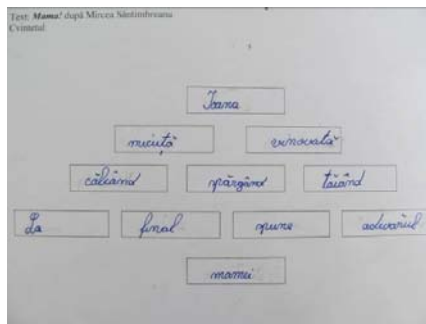 Text: Mama! după Mircea Sântimbreanu
Cvintetul
Ioana
micuță vinovată
călcând spărgând tăiând
La final spune adevărul
mamei